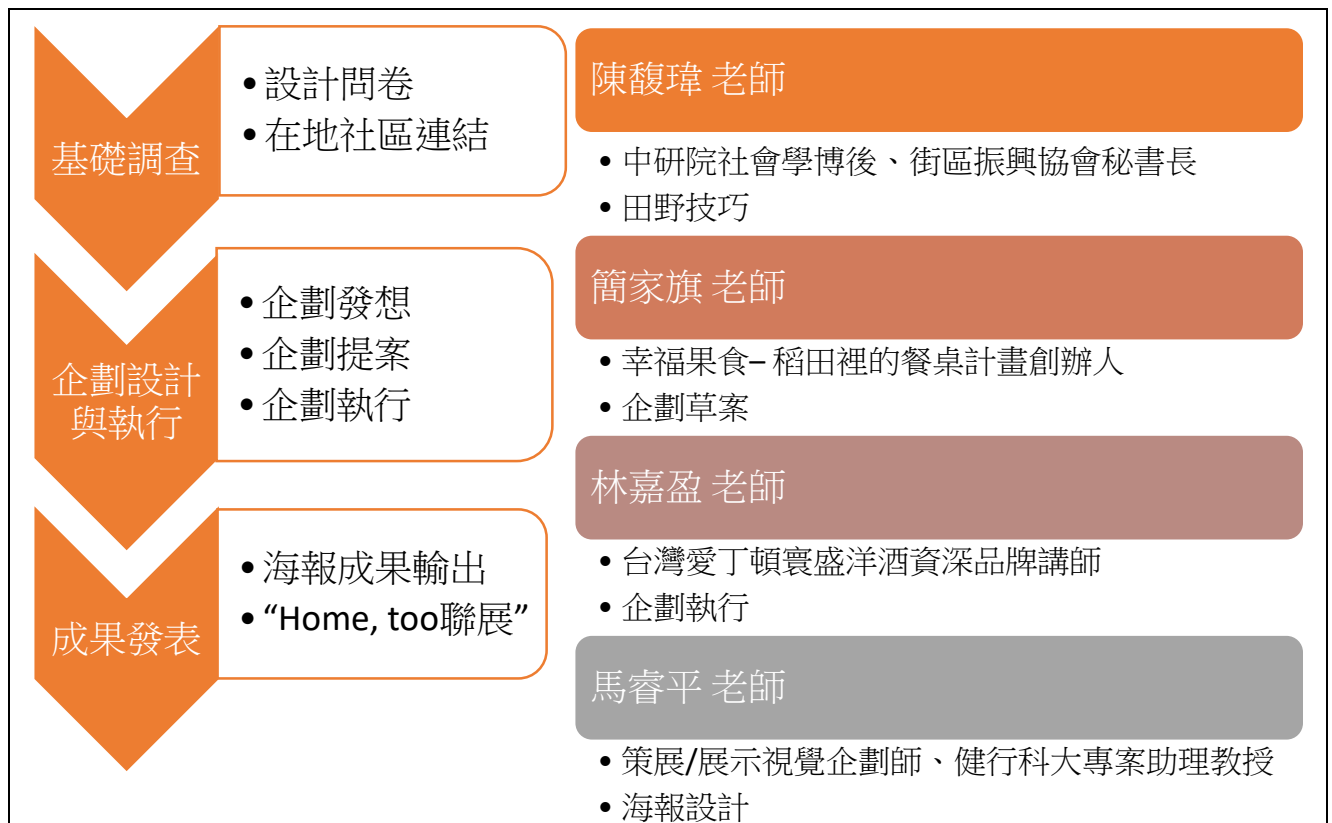 基礎調查
•設計問卷
•在地社區連結
企劃設計
與執行
•企劃發想
•企劃提案
•企劃執行
成果發表
•海報成果輸出
•“Home, too聯展”
陳馥瑋 老師
•中研院社會學博後、街區振興協會秘書長
•田野技巧
簡家旗 老師
•幸福果食–稻田裡的餐桌計畫創辦人
•企劃草案
林嘉盈 老師
•台灣愛丁頓寰盛洋酒資深品牌講師
•企劃執行
馬睿平 老師
•策展/展示視覺企劃師、健行科大專案助理教授
•海報設計